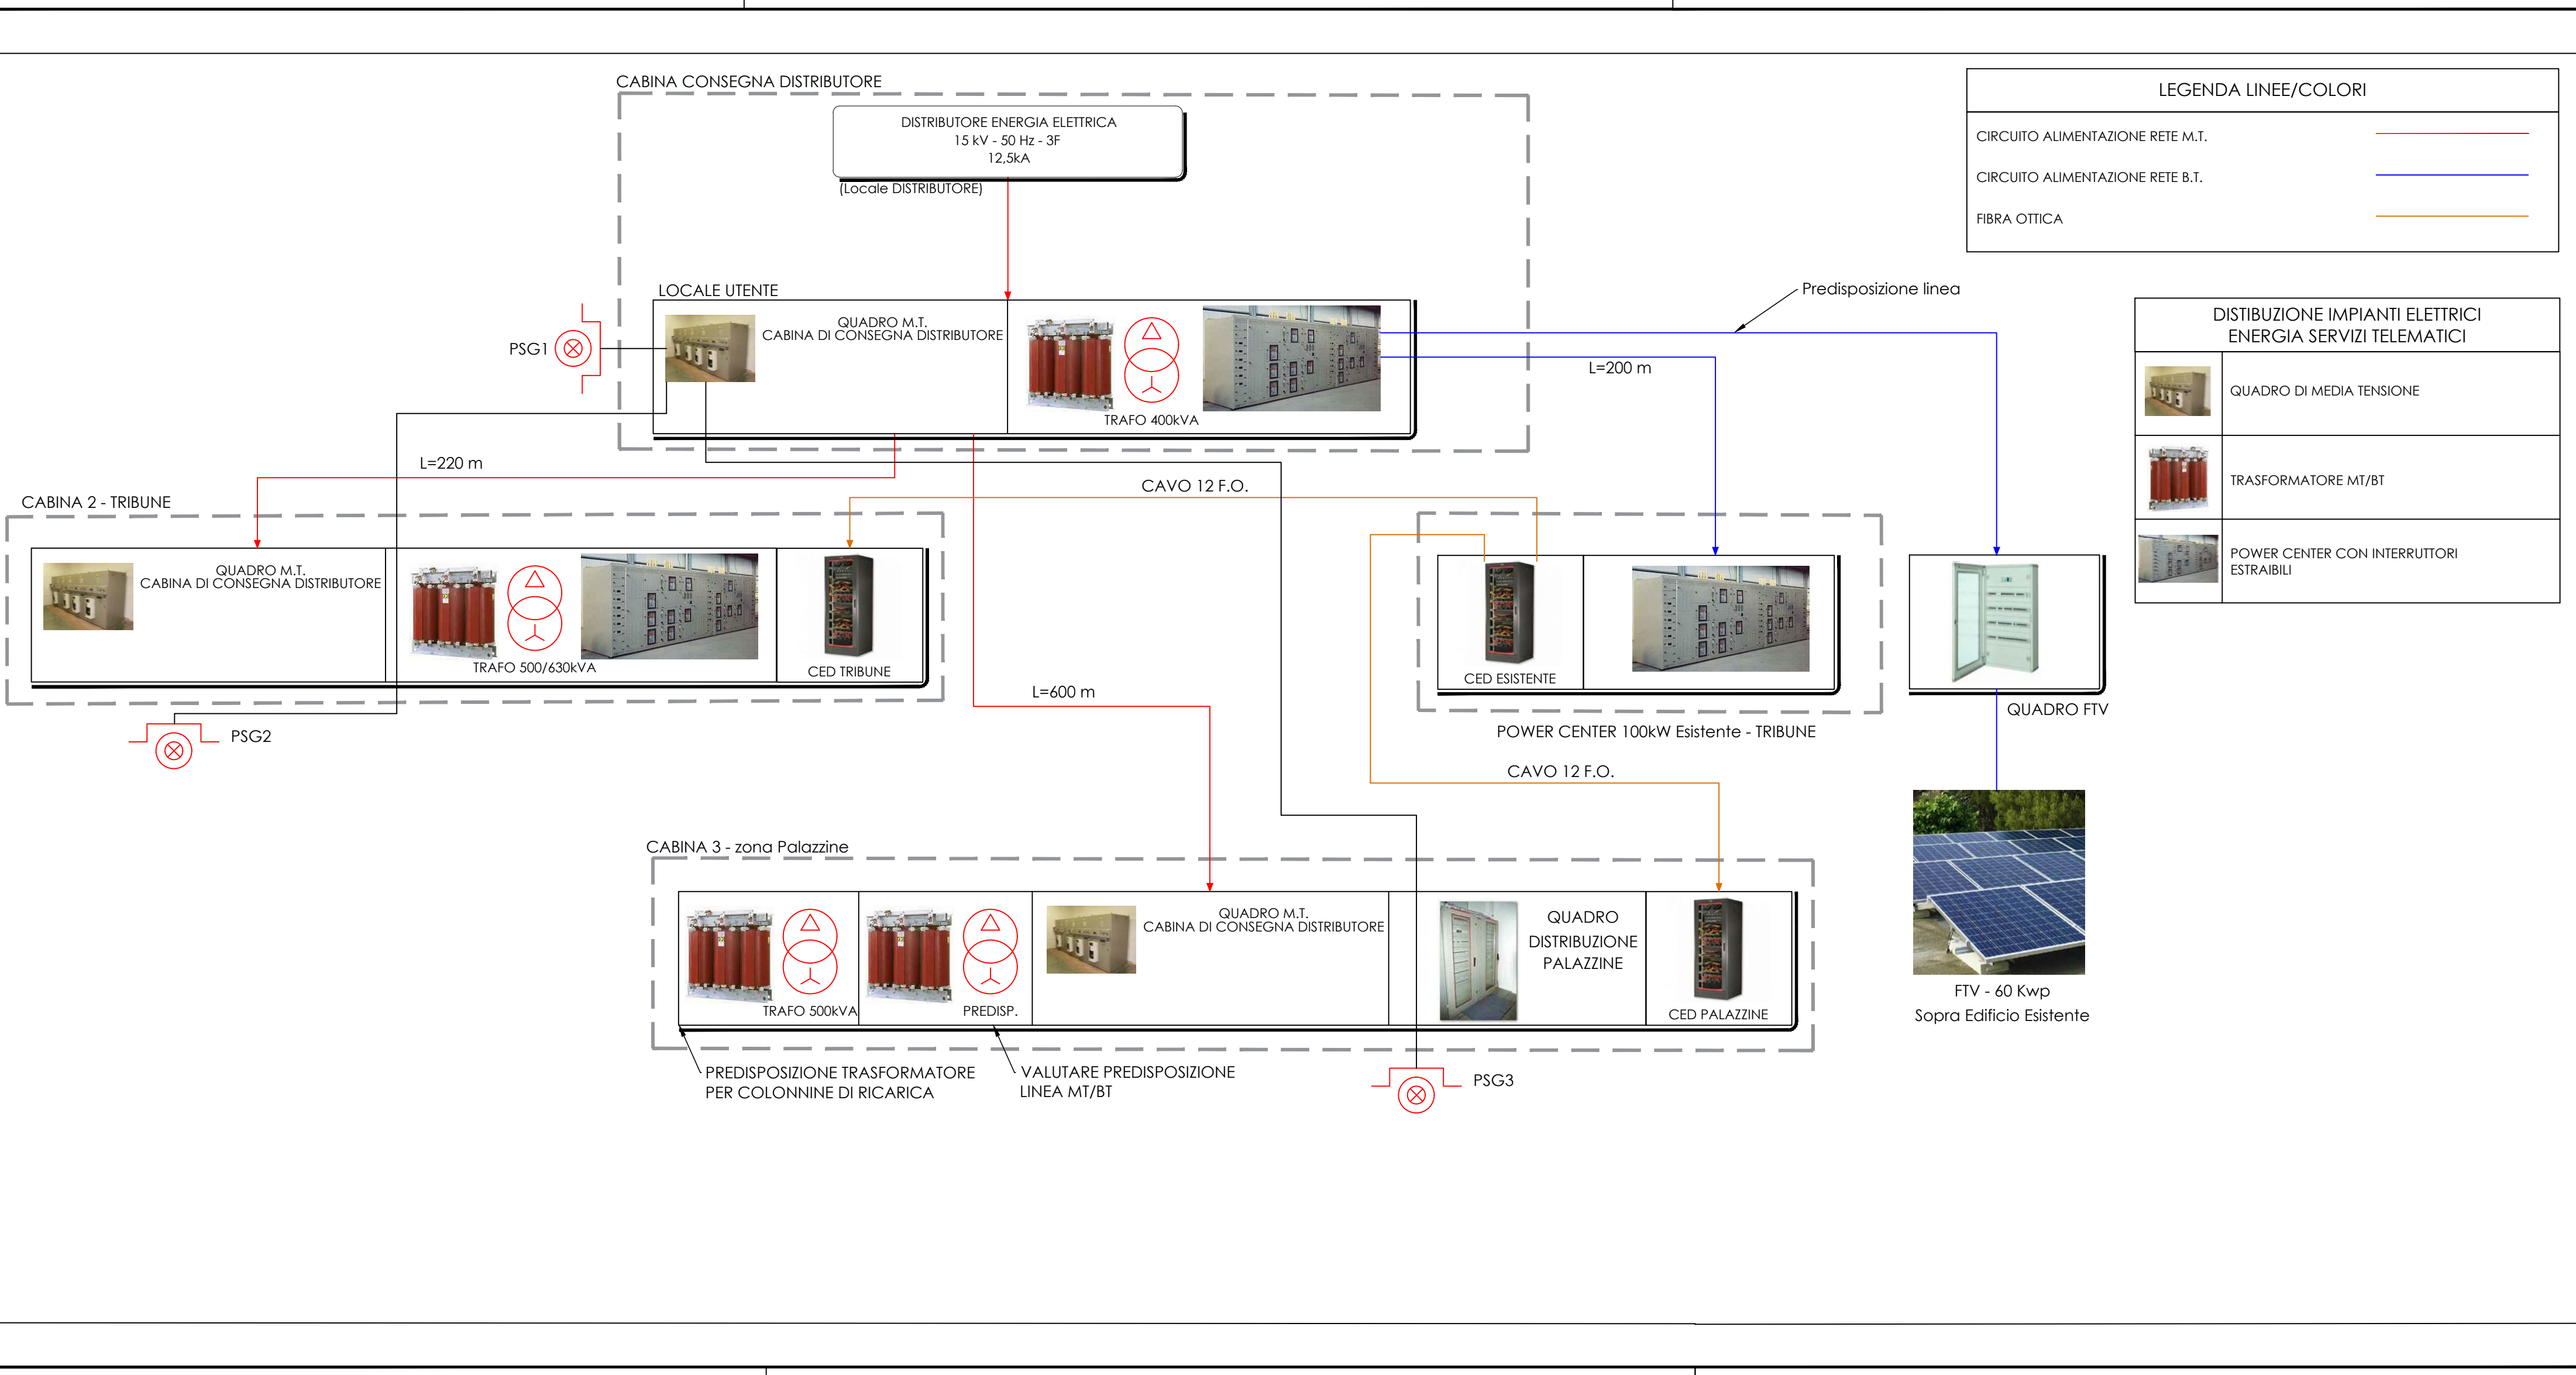 CABINA CONSEGNA DISTRIBUTORE
DISTRIBUTORE ENERGIA ELETTRICA
15 kV - 50 Hz - 3F
12,5kA
(Locale DISTRIBUTORE)
LEGENDA LINEE/COLORI
CIRCUITO ALIMENTAZIONE RETE M.T.
CIRCUITO ALIMENTAZIONE RETE B.T.
FIBRA OTTICA
LOCALE UTENTE
QUADRO M.T.
CABINA DI CONSEGNA DISTRIBUTORE
TRAFO 400kVA
PSG1
Predisposizione linea
L=200 m
DISTIBUZIONE IMPIANTI ELETTRICI
ENERGIA SERVIZI TELEMATICI
QUADRO DI MEDIA TENSIONE
TRASFORMATORE MT/BT
POWER CENTER CON INTERRUTTORI
ESTRAIBILI
L=220 m
CAVO 12 F.O.
CABINA 2 - TRIBUNE
QUADRO M.T.
CABINA DI CONSEGNA DISTRIBUTORE
TRAFO 500/630kVA
CED TRIBUNE
PSG2
CED ESISTENTE
POWER CENTER 100kW Esistente - TRIBUNE
QUADRO FTV
L=600 m
CAVO 12 F.O.
CABINA 3 - zona Palazzine
TRAFO 500kVA
PREDISP.
QUADRO M.T.
CABINA DI CONSEGNA DISTRIBUTORE
QUADRO
DISTRIBUZIONE
PALAZZINE
CED PALAZZINE
FTV - 60 Kwp
Sopra Edificio Esistente
PREDISPOSIZIONE TRASFORMATORE
PER COLONNINE DI RICARICA
VALUTARE PREDISPOSIZIONE
LINEA MT/BT
PSG3